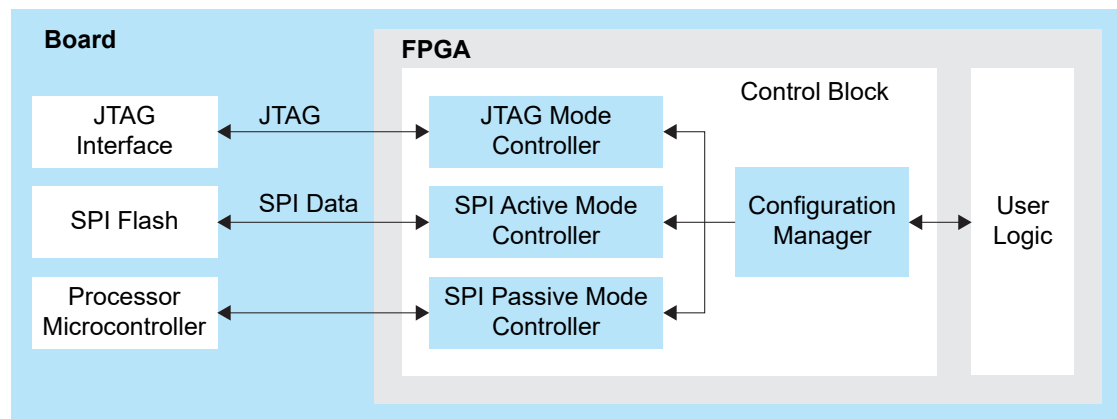 Board
FPGA
Control Block
JTAG
Interface
JTAG
JTAG Mode
Controller
SPI Flash
SPI Data
SPI Active Mode
Controller
Configuration
Manager
User
Logic
Processor
Microcontroller
SPI Passive Mode
Controller